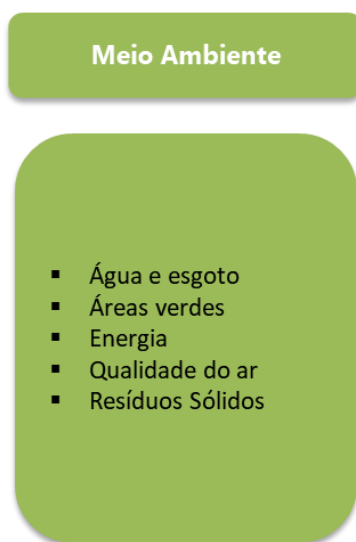 Meio Ambiente
▪ Água e esgoto
▪ Áreas verdes
▪ Energia
▪ Qualidade do ar
▪ Resíduos Sólidos